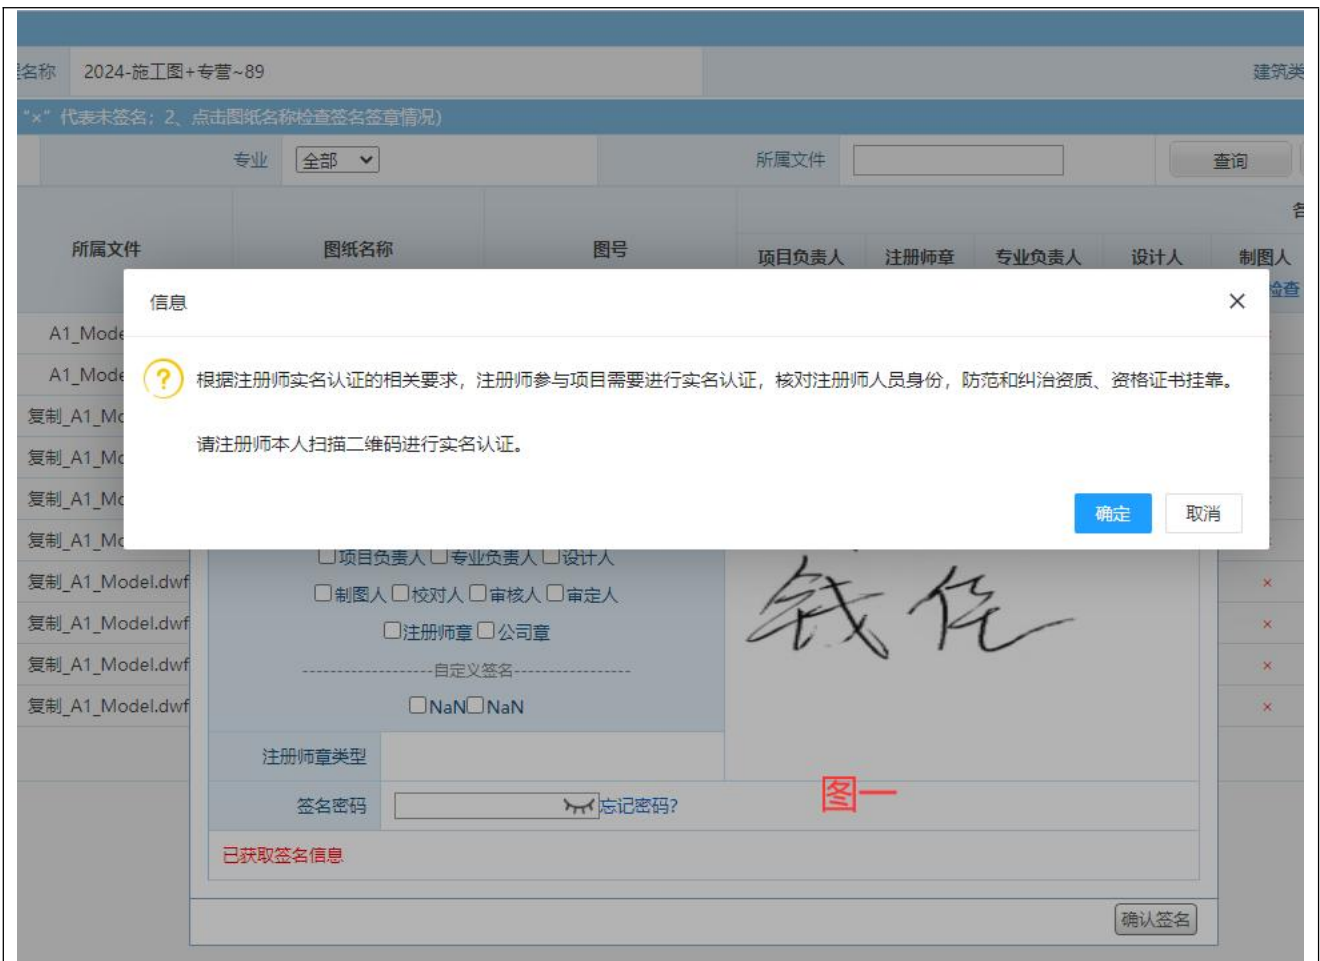 名称 2024-施工图+专营~89 建筑类
“×”代表未签名；2、点击图纸名称检查签名签章情况)
专业 全部 所属文件 查询
所属文件 图纸名称 图号 项目负责人 注册师章 专业负责人 设计人 制图人
检查
信息 ×
A1_Mode
根据注册师实名认证的相关要求，注册师参与项目需要进行实名认证，核对注册师人员身份，防范和纠治资质、资格证书挂靠。
A1_Mode
复制_A1_Mo
请注册师本人扫描二维码进行实名认证。
复制_A1_Mo
复制_A1_Mo
确定 取消
复制_A1_Mo
项目负责人 专业负责人 设计人
复制_A1_Model.dwf ×
制图人 校对人 审核人 审定人
复制_A1_Model.dwf ×
注册师章 公司章
复制_A1_Model.dwf ×
------------------自定义签名----------------
复制_A1_Model.dwf ×
NaN NaN
注册师章类型
签名密码 忘记密码?
图一
已获取签名信息
确认签名